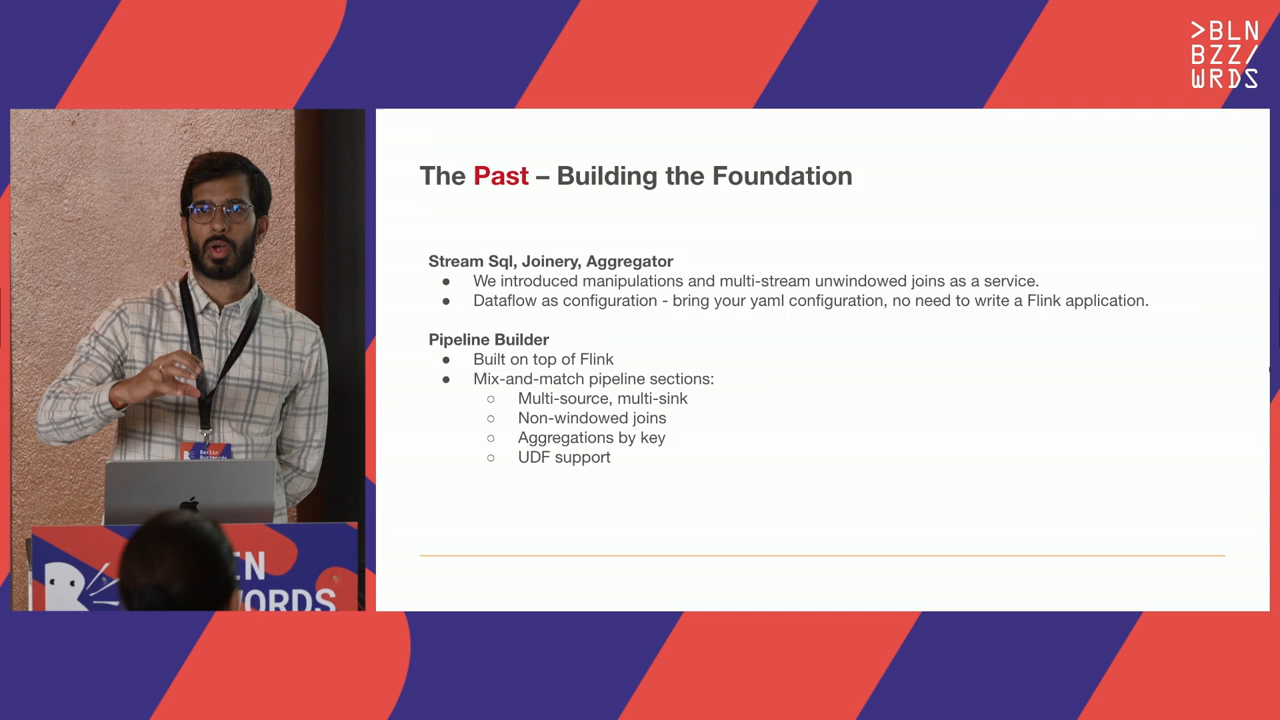 >BLN
BZZ/
WRDS
The Past – Building the Foundation
Stream Sql, Joinery, Aggregator
● We introduced manipulations and multi-stream unwindowed joins as a service.
● Dataflow as configuration - bring your yaml configuration, no need to write a Flink application.
Pipeline Builder
● Built on top of Flink
● Mix-and-match pipeline sections:
○ Multi-source, multi-sink
○ Non-windowed joins
○ Aggregations by key
○ UDF support
Berlin
Buzzwords